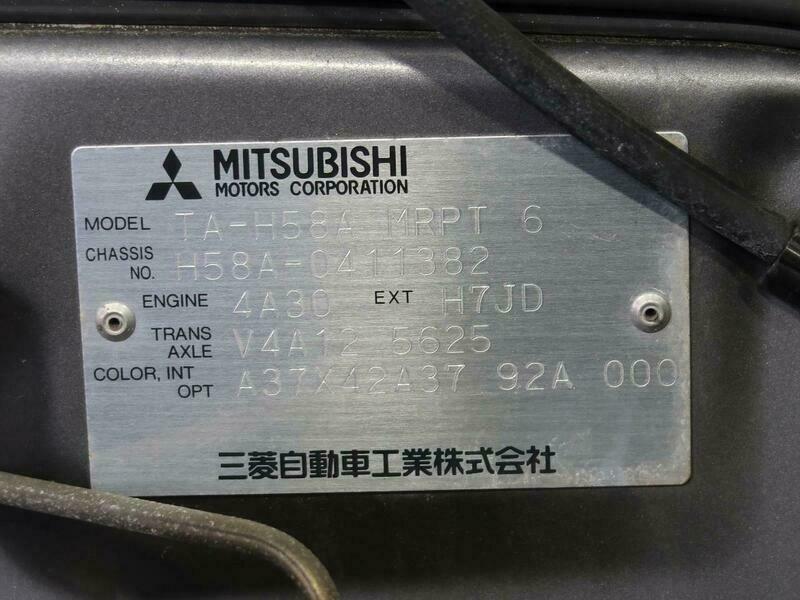 MITSUBISHI
MOTORS CORPORATION
MODEL TA-H58A MRPT 6
CHASSIS NO. H58A-0411382
ENGINE 4A30 EXT H7JD
TRANS AXLE V4A12 5625
COLOR, INT OPT A37X42A37 92A 000
三菱自動車工業株式会社